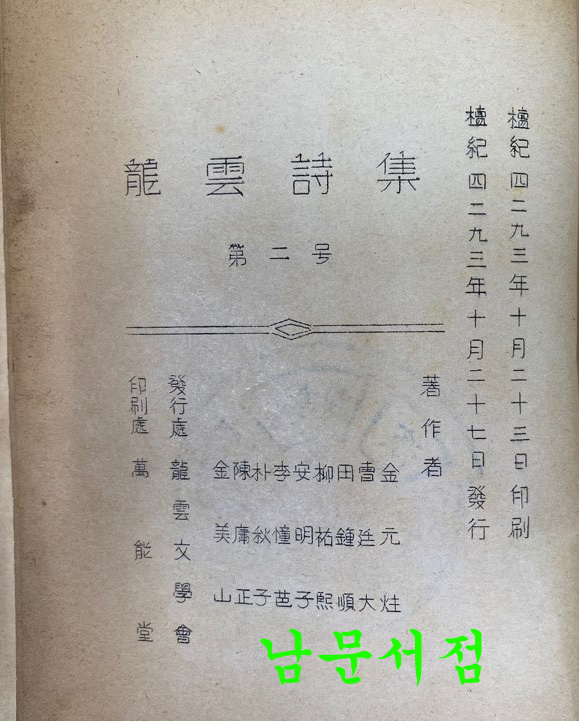 檀紀四二九三年十月二十三日印刷
檀紀四二九三年十月二十七日發行
龍雲詩集
第二号
著作者
金元炷
曺廷大
田鍾順
柳祐熙
安明子
李憧芭
朴秋子
陳庸正
金美山
發行處 龍雲文學會
印刷處 萬能堂
남문서점